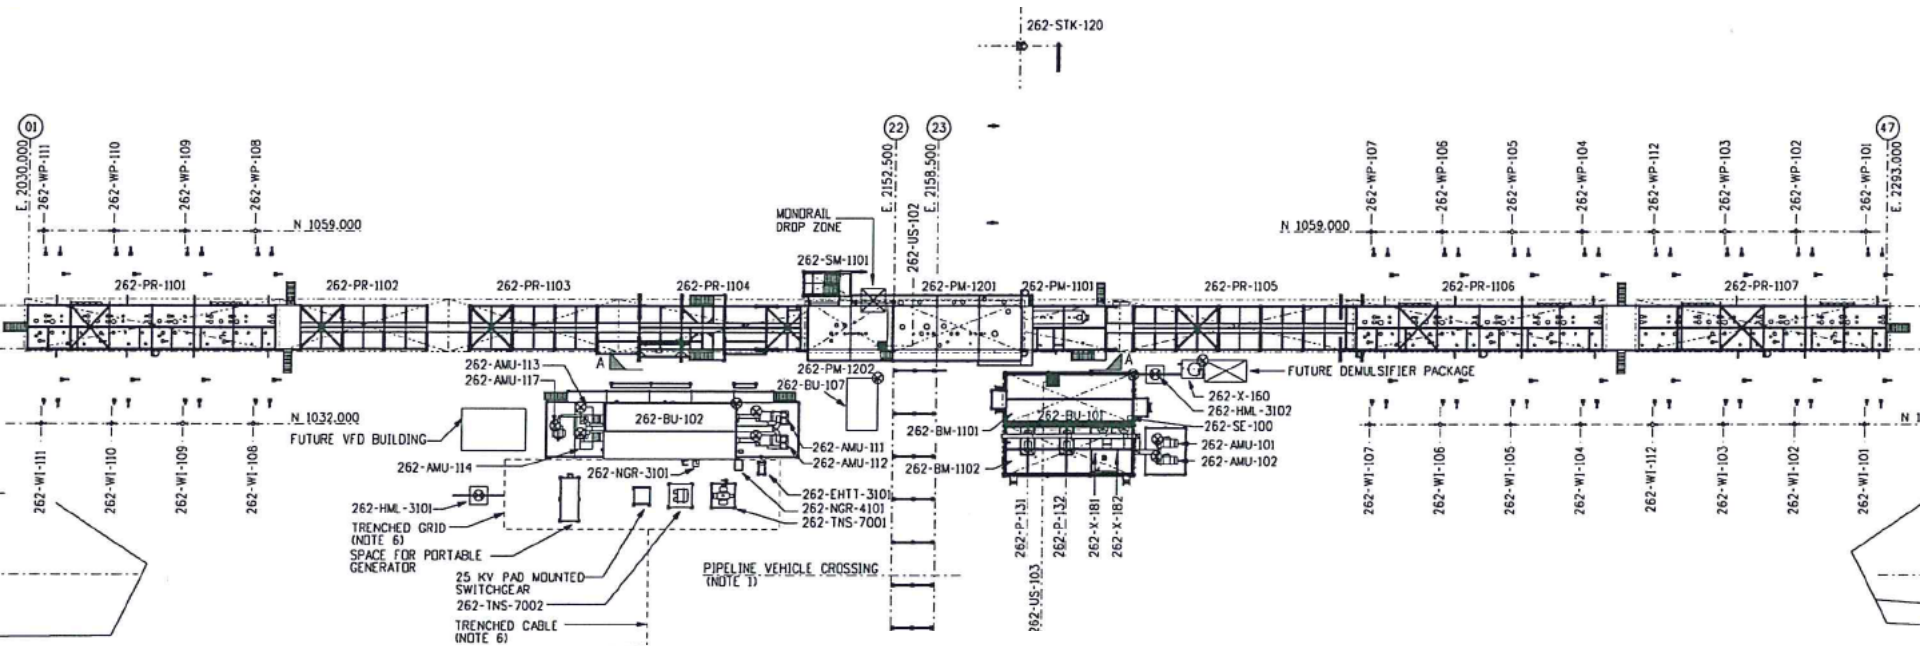 262-STK-120
01
22
23
47
E. 2030.000
262-WP-111
262-WP-110
262-WP-109
262-WP-108
E. 2152.500
262-US-102
E. 2158.500
262-WP-107
262-WP-106
262-WP-105
262-WP-104
262-WP-112
262-WP-103
262-WP-102
262-WP-101
E. 2293.000
N 1059.000
MONORAIL
DROP ZONE
N 1059.000
262-SM-1101
262-PR-1101
262-PR-1102
262-PR-1103
262-PR-1104
262-PM-1201
262-PM-1101
262-PR-1105
262-PR-1106
262-PR-1107
A
A
262-AMU-113
262-AMU-117
262-PM-1202
262-BU-107
FUTURE DEMULSIFIER PACKAGE
262-X-160
262-HML-3102
262-SE-100
N 1032.000
FUTURE VFD BUILDING
262-BU-102
262-BU-101
262-BM-1101
262-AMU-111
262-AMU-112
262-AMU-101
262-AMU-102
262-AMU-114
262-NGR-3101
262-BM-1102
N 1
262-WI-111
262-WI-110
262-WI-109
262-WI-108
262-HML-3101
TRENCHED GRID
(NOTE 6)
SPACE FOR PORTABLE
GENERATOR
262-EHTT-3101
262-NGR-4101
262-TNS-7001
25 KV PAD MOUNTED
SWITCHGEAR
262-TNS-7002
TRENCHED CABLE
(NOTE 6)
PIPELINE VEHICLE CROSSING
(NOTE 1)
262-P-131
262-US-103
262-P-132
262-X-181
262-X-182
262-WI-107
262-WI-106
262-WI-105
262-WI-104
262-WI-112
262-WI-103
262-WI-102
262-WI-101